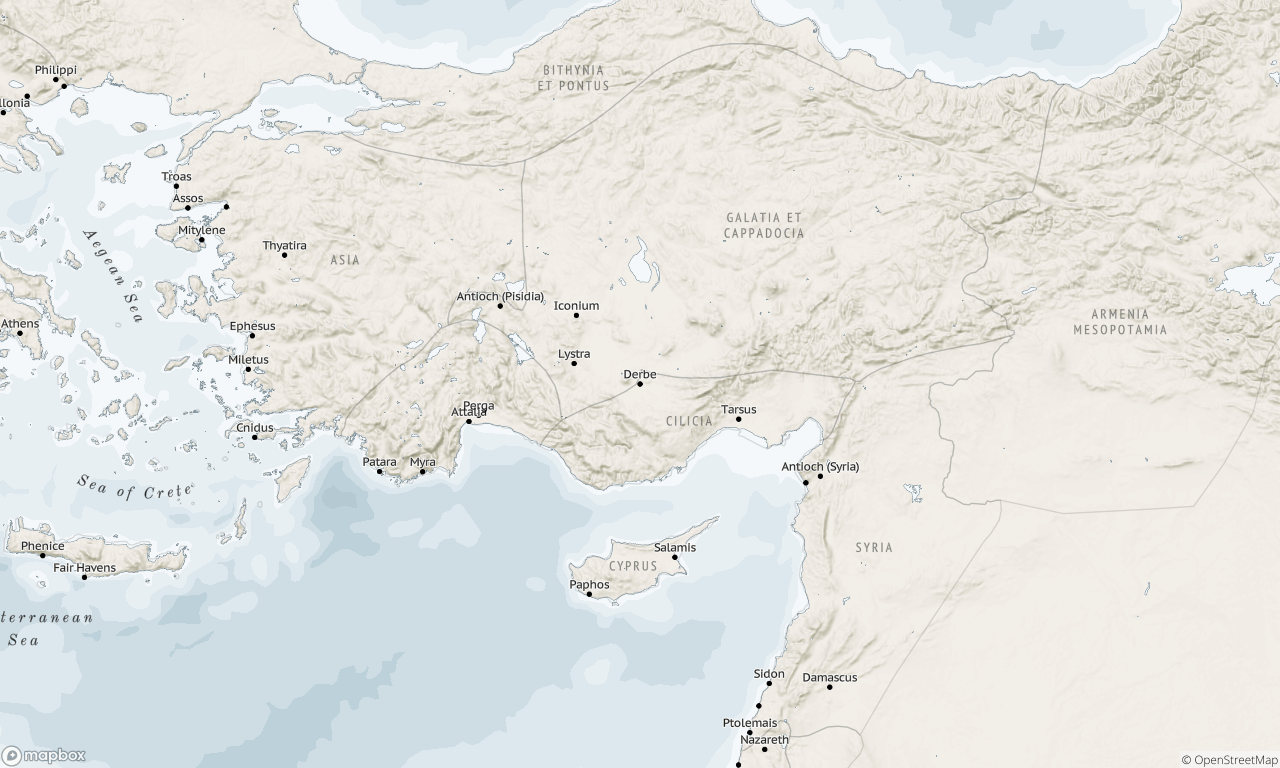 BITHYNIA
ET PONTUS
Philippi
llonia
Troas
Assos
Mitylene
GALATIA ET
CAPPADOCIA
Aegean Sea
Thyatira
ASIA
Antioch (Pisidia)
Iconium
ARMENIA
MESOPOTAMIA
Athens
Ephesus
Miletus
Lystra
Derbe
Perga
Attalia
Tarsus
CILICIA
Cnidus
Patara
Myra
Antioch (Syria)
Sea of Crete
Phenice
Fair Havens
Salamis
CYPRUS
Paphos
SYRIA
terranean
Sea
Sidon
Damascus
Ptolemais
Nazareth
mapbox
© OpenStreetMap